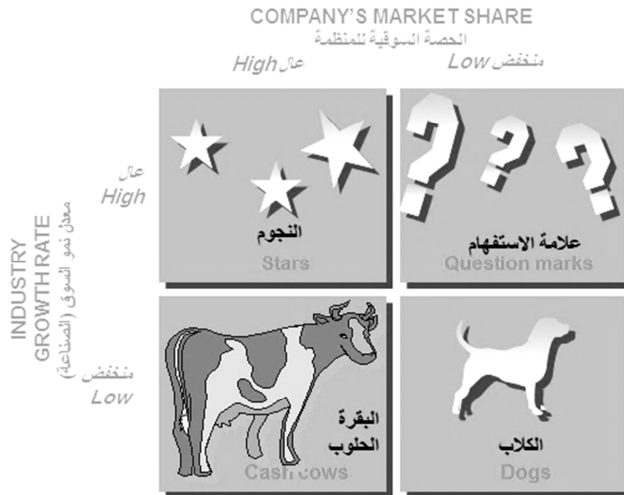 COMPANY'S MARKET SHARE
الحصة السوقية للمنظمة
High عال
Low منخفض
عال
High
INDUSTRY
GROWTH RATE
معدل نمو السوق (الصناعة)
النجوم
Stars
علامة الاستفهام
Question marks
منخفض
Low
البقرة
الحلوب
Cash cows
الكلاب
Dogs